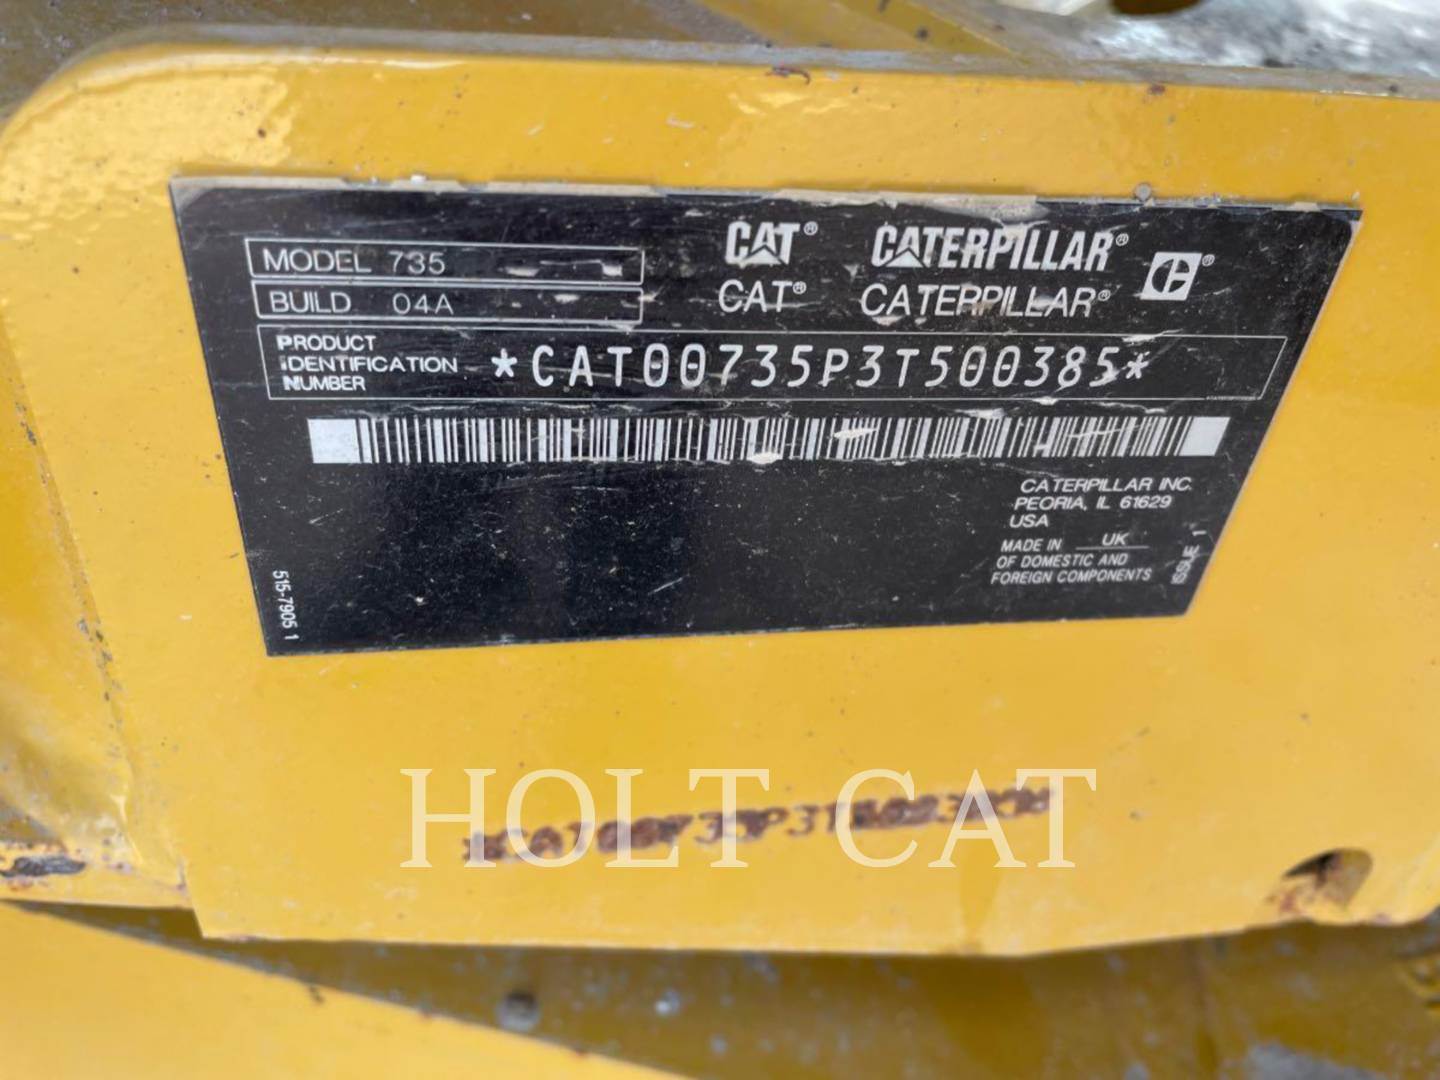 MODEL 735
BUILD 04A
CAT® CATERPILLAR®
CAT® CATERPILLAR®
PRODUCT IDENTIFICATION NUMBER *CAT00735P3T500385*
CATERPILLAR INC.
PEORIA, IL 61629
USA
MADE IN UK
OF DOMESTIC AND
FOREIGN COMPONENTS
ISSUE 1
515-7905 1
HOLT CAT